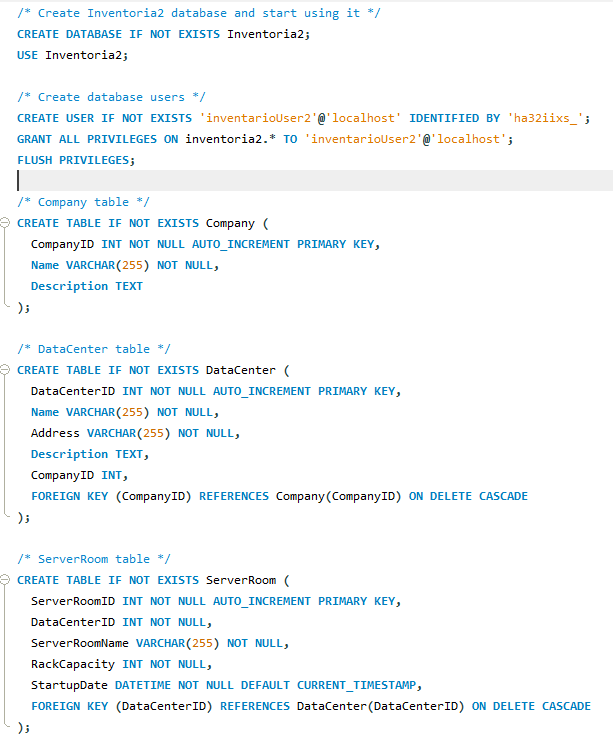 /* Create Inventoria2 database and start using it */
CREATE DATABASE IF NOT EXISTS Inventoria2;
USE Inventoria2;
/* Create database users */
CREATE USER IF NOT EXISTS 'inventarioUser2'@'localhost' IDENTIFIED BY 'ha32iixs_';
GRANT ALL PRIVILEGES ON inventoria2.* TO 'inventarioUser2'@'localhost';
FLUSH PRIVILEGES;
/* Company table */
CREATE TABLE IF NOT EXISTS Company (
CompanyID INT NOT NULL AUTO_INCREMENT PRIMARY KEY,
Name VARCHAR(255) NOT NULL,
Description TEXT
);
/* DataCenter table */
CREATE TABLE IF NOT EXISTS DataCenter (
DataCenterID INT NOT NULL AUTO_INCREMENT PRIMARY KEY,
Name VARCHAR(255) NOT NULL,
Address VARCHAR(255) NOT NULL,
Description TEXT,
CompanyID INT,
FOREIGN KEY (CompanyID) REFERENCES Company(CompanyID) ON DELETE CASCADE
);
/* ServerRoom table */
CREATE TABLE IF NOT EXISTS ServerRoom (
ServerRoomID INT NOT NULL AUTO_INCREMENT PRIMARY KEY,
DataCenterID INT NOT NULL,
ServerRoomName VARCHAR(255) NOT NULL,
RackCapacity INT NOT NULL,
StartupDate DATETIME NOT NULL DEFAULT CURRENT_TIMESTAMP,
FOREIGN KEY (DataCenterID) REFERENCES DataCenter(DataCenterID) ON DELETE CASCADE
);